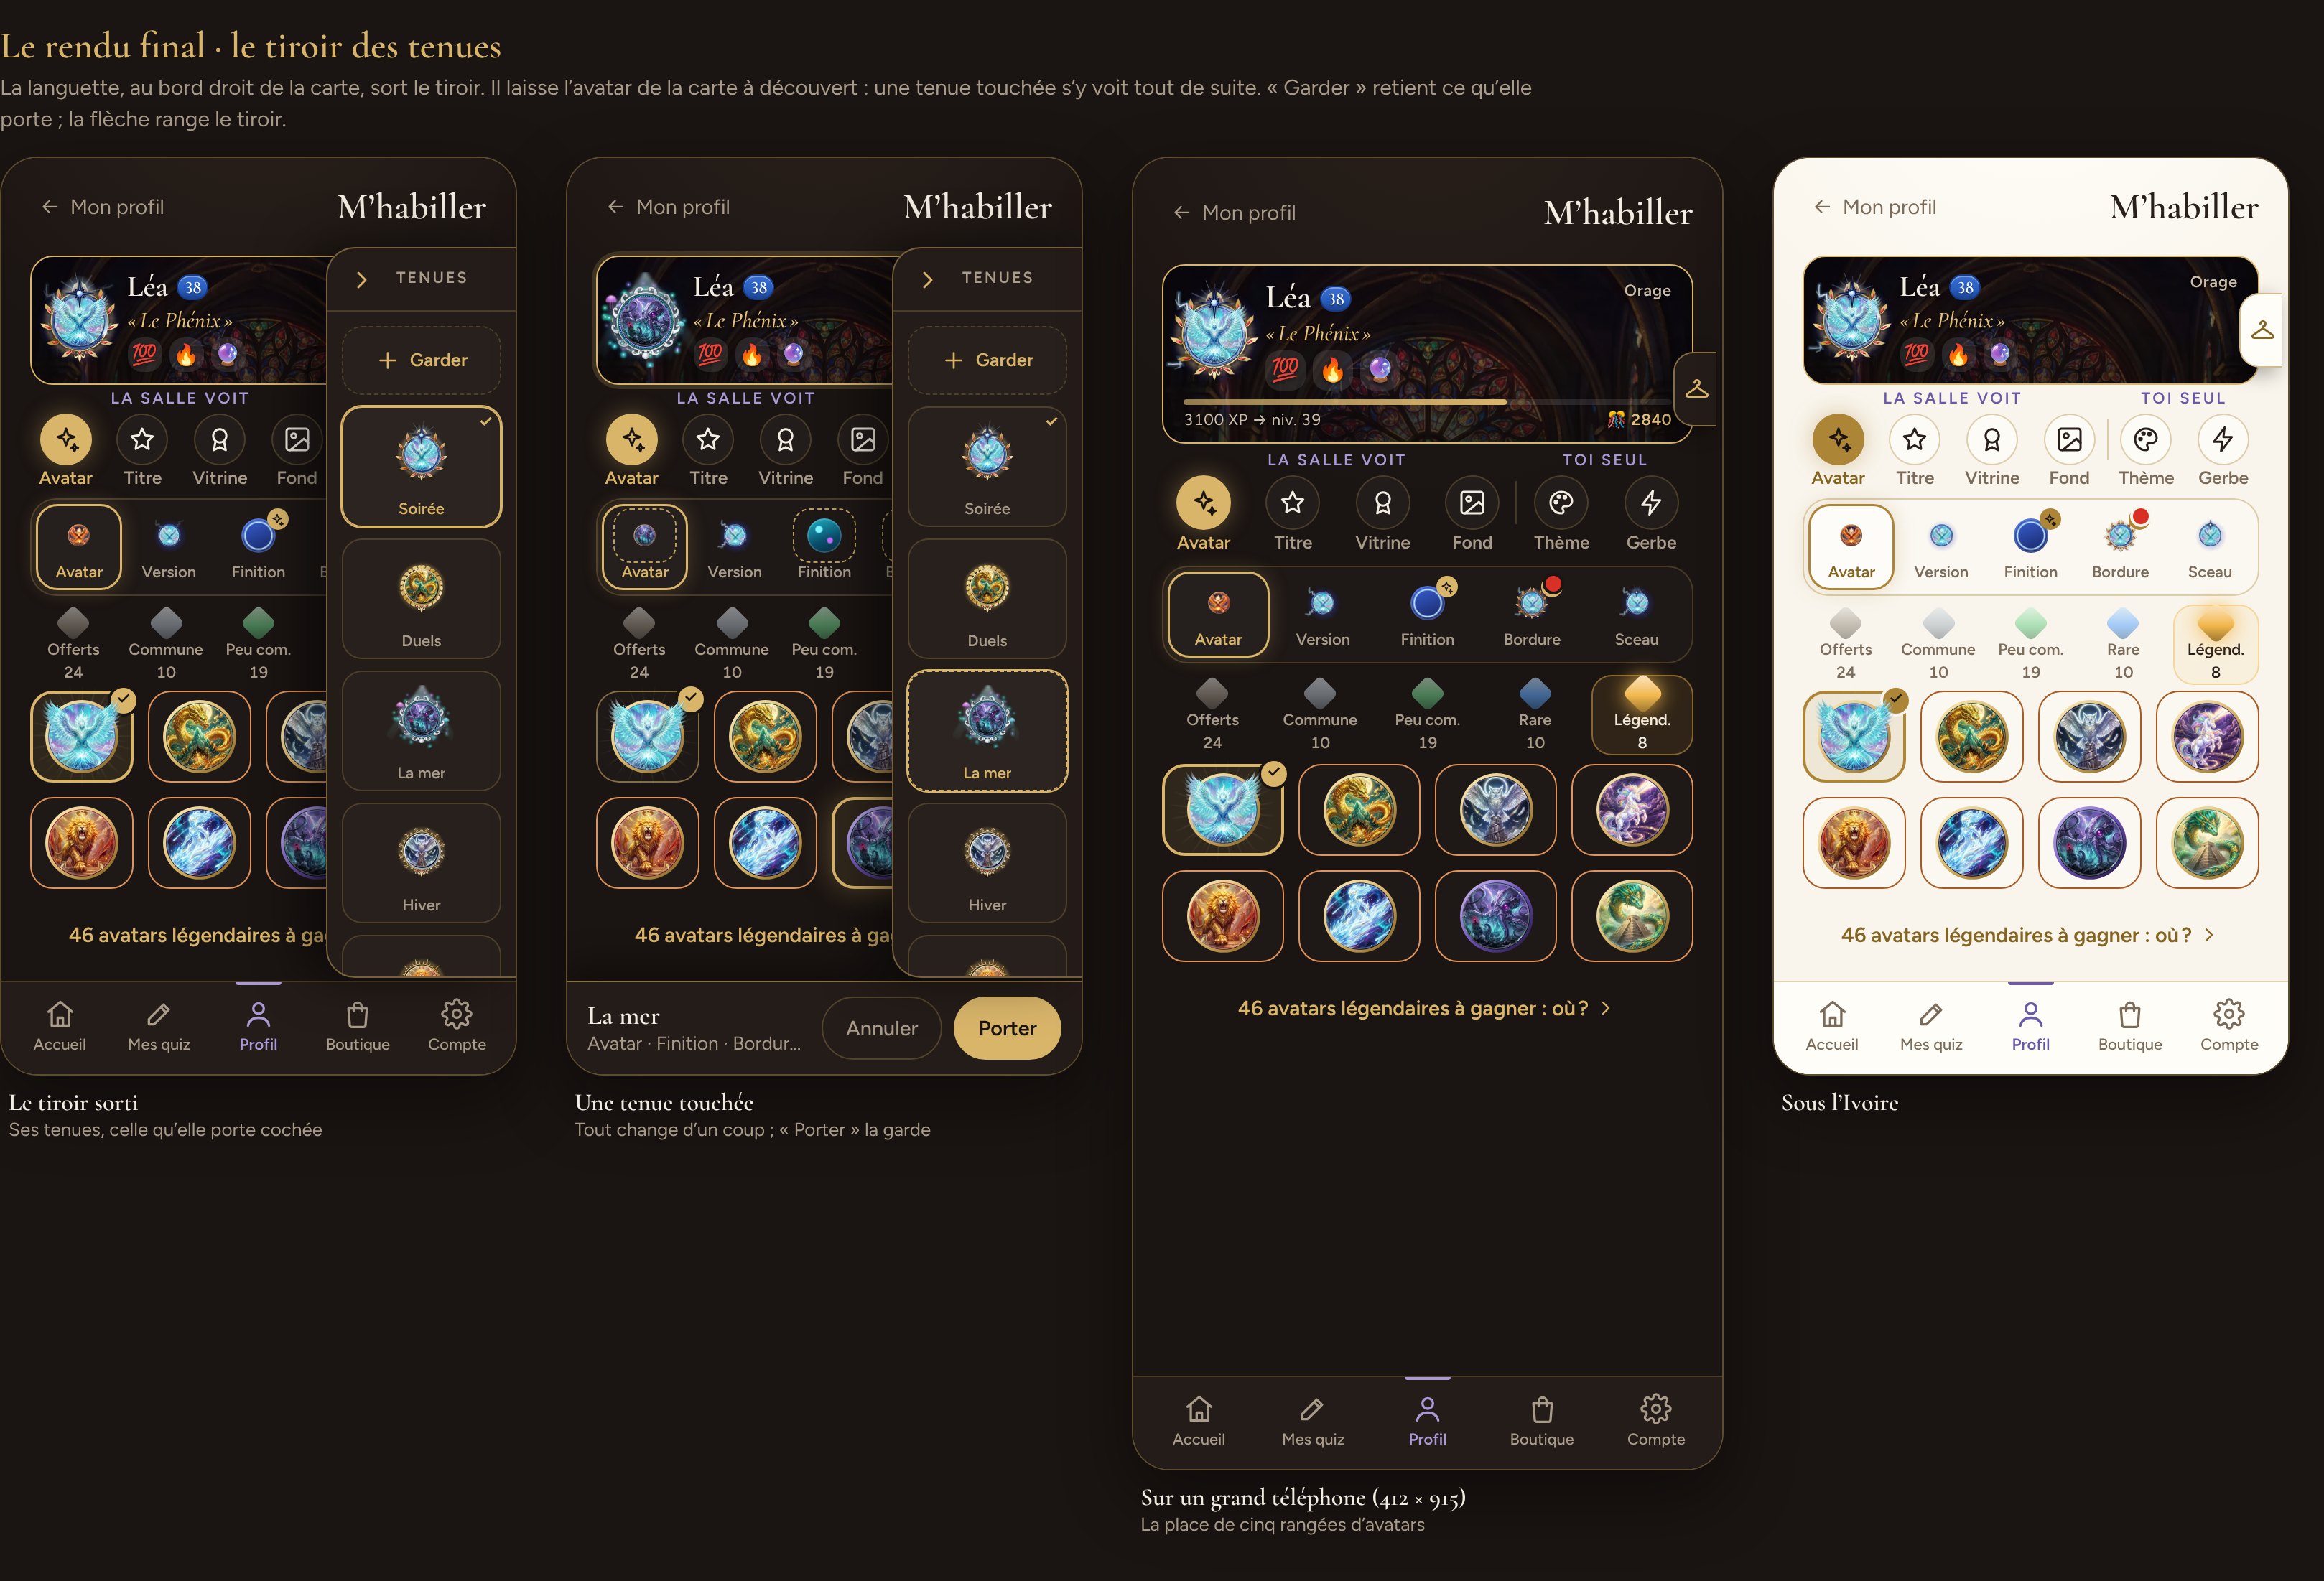 Le rendu final · le tiroir des tenues
La languette, au bord droit de la carte, sort le tiroir. Il laisse l’avatar de la carte à découvert : une tenue touchée s’y voit tout de suite. « Garder » retient ce qu’elle
porte ; la flèche range le tiroir.
← Mon profil
M’habiller
Léa 38
« Le Phénix »
100
LA SALLE VOIT
Avatar Titre Vitrine Fond
Avatar Version Finition
Offerts Commune Peu com.
24 10 19
46 avatars légendaires à ga
TENUES
+ Garder
Soirée
Duels
La mer
Hiver
Accueil Mes quiz Profil Boutique Compte
Le tiroir sorti
Ses tenues, celle qu’elle porte cochée
← Mon profil
M’habiller
Léa 38
« Le Phénix »
100
LA SALLE VOIT
Avatar Titre Vitrine Fond
Avatar Version Finition
Offerts Commune Peu com.
24 10 19
46 avatars légendaires à ga
TENUES
+ Garder
Soirée
Duels
La mer
Hiver
La mer
Avatar · Finition · Bordur...
Annuler Porter
Une tenue touchée
Tout change d’un coup ; « Porter » la garde
← Mon profil
M’habiller
Léa 38
Orage
« Le Phénix »
100
3100 XP → niv. 39
2840
LA SALLE VOIT TOI SEUL
Avatar Titre Vitrine Fond Thème Gerbe
Avatar Version Finition Bordure Sceau
Offerts Commune Peu com. Rare Légend.
24 10 19 10 8
46 avatars légendaires à gagner : où ? >
Accueil Mes quiz Profil Boutique Compte
Sur un grand téléphone (412 × 915)
La place de cinq rangées d’avatars
← Mon profil
M’habiller
Léa 38
Orage
« Le Phénix »
100
LA SALLE VOIT TOI SEUL
Avatar Titre Vitrine Fond Thème Gerbe
Avatar Version Finition Bordure Sceau
Offerts Commune Peu com. Rare Légend.
24 10 19 10 8
46 avatars légendaires à gagner : où ? >
Accueil Mes quiz Profil Boutique Compte
Sous l’Ivoire